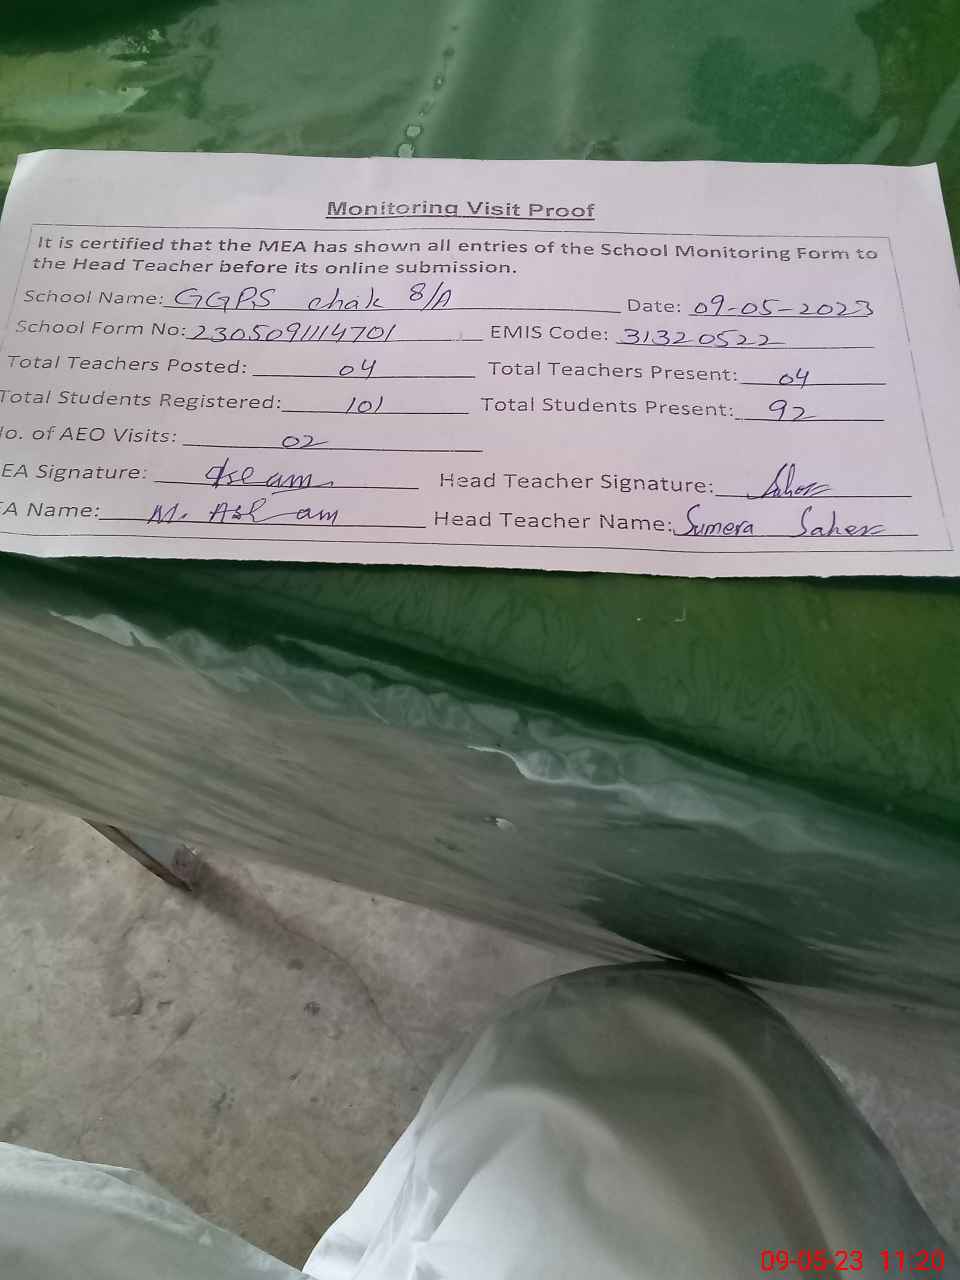 Monitoring Visit Proof
It is certified that the MEA has shown all entries of the School Monitoring Form to
the Head Teacher before its online submission.
School Name: GGPS chak 8/A Date: 09-05-2023
School Form No: 2305091114701 EMIS Code: 31320522
Total Teachers Posted: 04 Total Teachers Present: 04
Total Students Registered: 101 Total Students Present: 92
No. of AEO Visits: 02
EA Signature: Aslam Head Teacher Signature: Saher
EA Name: M. Aslam Head Teacher Name: Sumera Saher
09-05-23 11:20